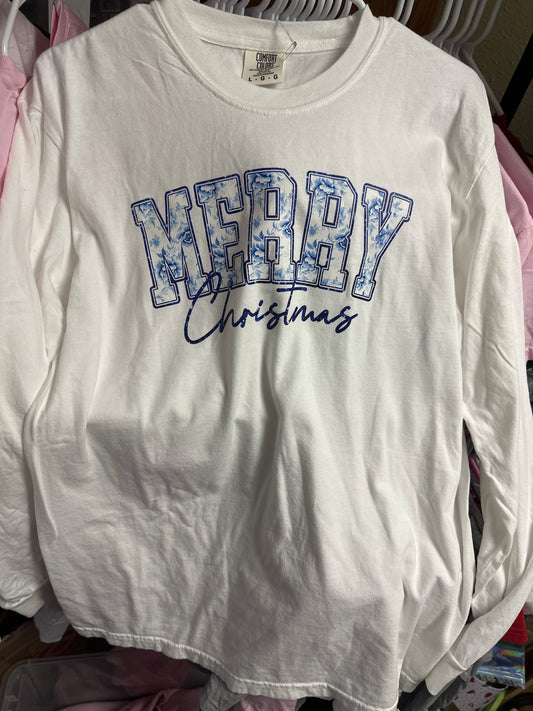 COMFORT
COLORS
L - G - G
MERRY
Christmas